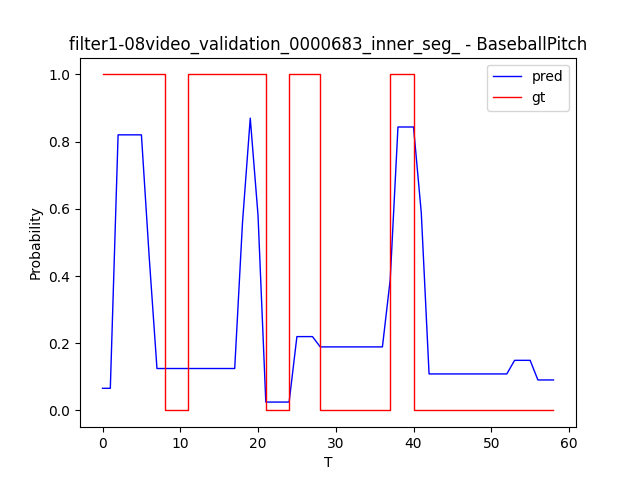 filter1-08video_validation_0000683_inner_seg_ - BaseballPitch
pred
gt
Probability
1.0
0.8
0.6
0.4
0.2
0.0
0 10 20 30 40 50 60
T